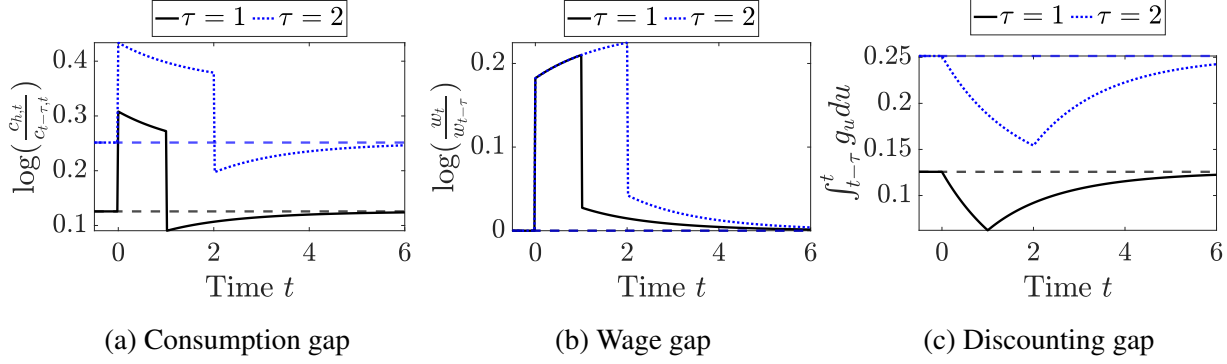 τ = 1 τ = 2
0.4
0.3
0.2
0.1
log(c_{h,t}/c_{t−τ,t})
0 2 4 6
Time t
(a) Consumption gap
τ = 1 τ = 2
0.2
0.1
0
log(w_t/w_{t−τ})
0 2 4 6
Time t
(b) Wage gap
τ = 1 τ = 2
0.25
0.2
0.15
0.1
∫_{t−τ}^{t} g_u du
0 2 4 6
Time t
(c) Discounting gap